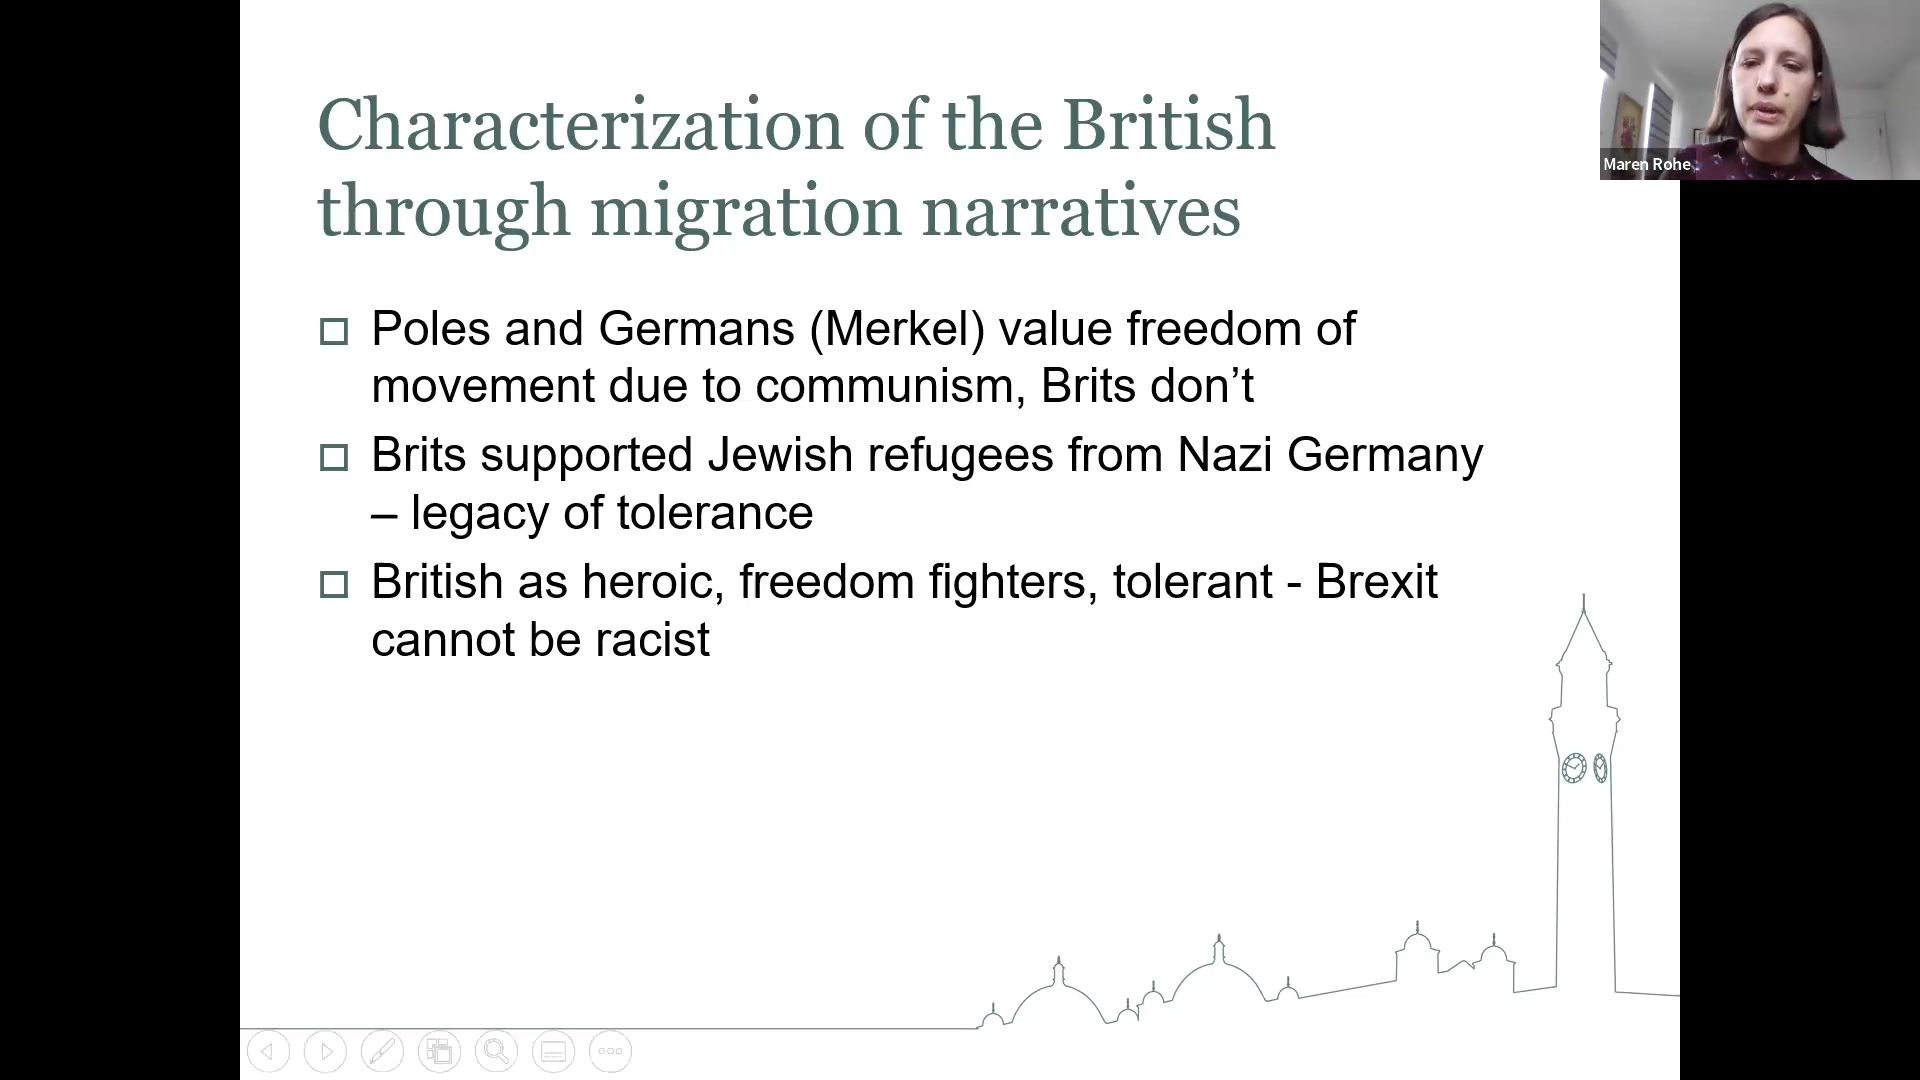 Characterization of the British
through migration narratives
Poles and Germans (Merkel) value freedom of
movement due to communism, Brits don’t
Brits supported Jewish refugees from Nazi Germany
– legacy of tolerance
British as heroic, freedom fighters, tolerant - Brexit
cannot be racist
Maren Rohe